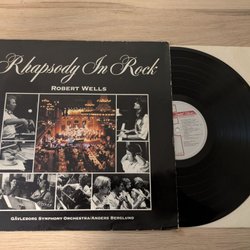 Rhapsody In Rock
ROBERT WELLS
GÄVLEBORG SYMPHONY ORCHESTRA/ANDERS BERGLUND